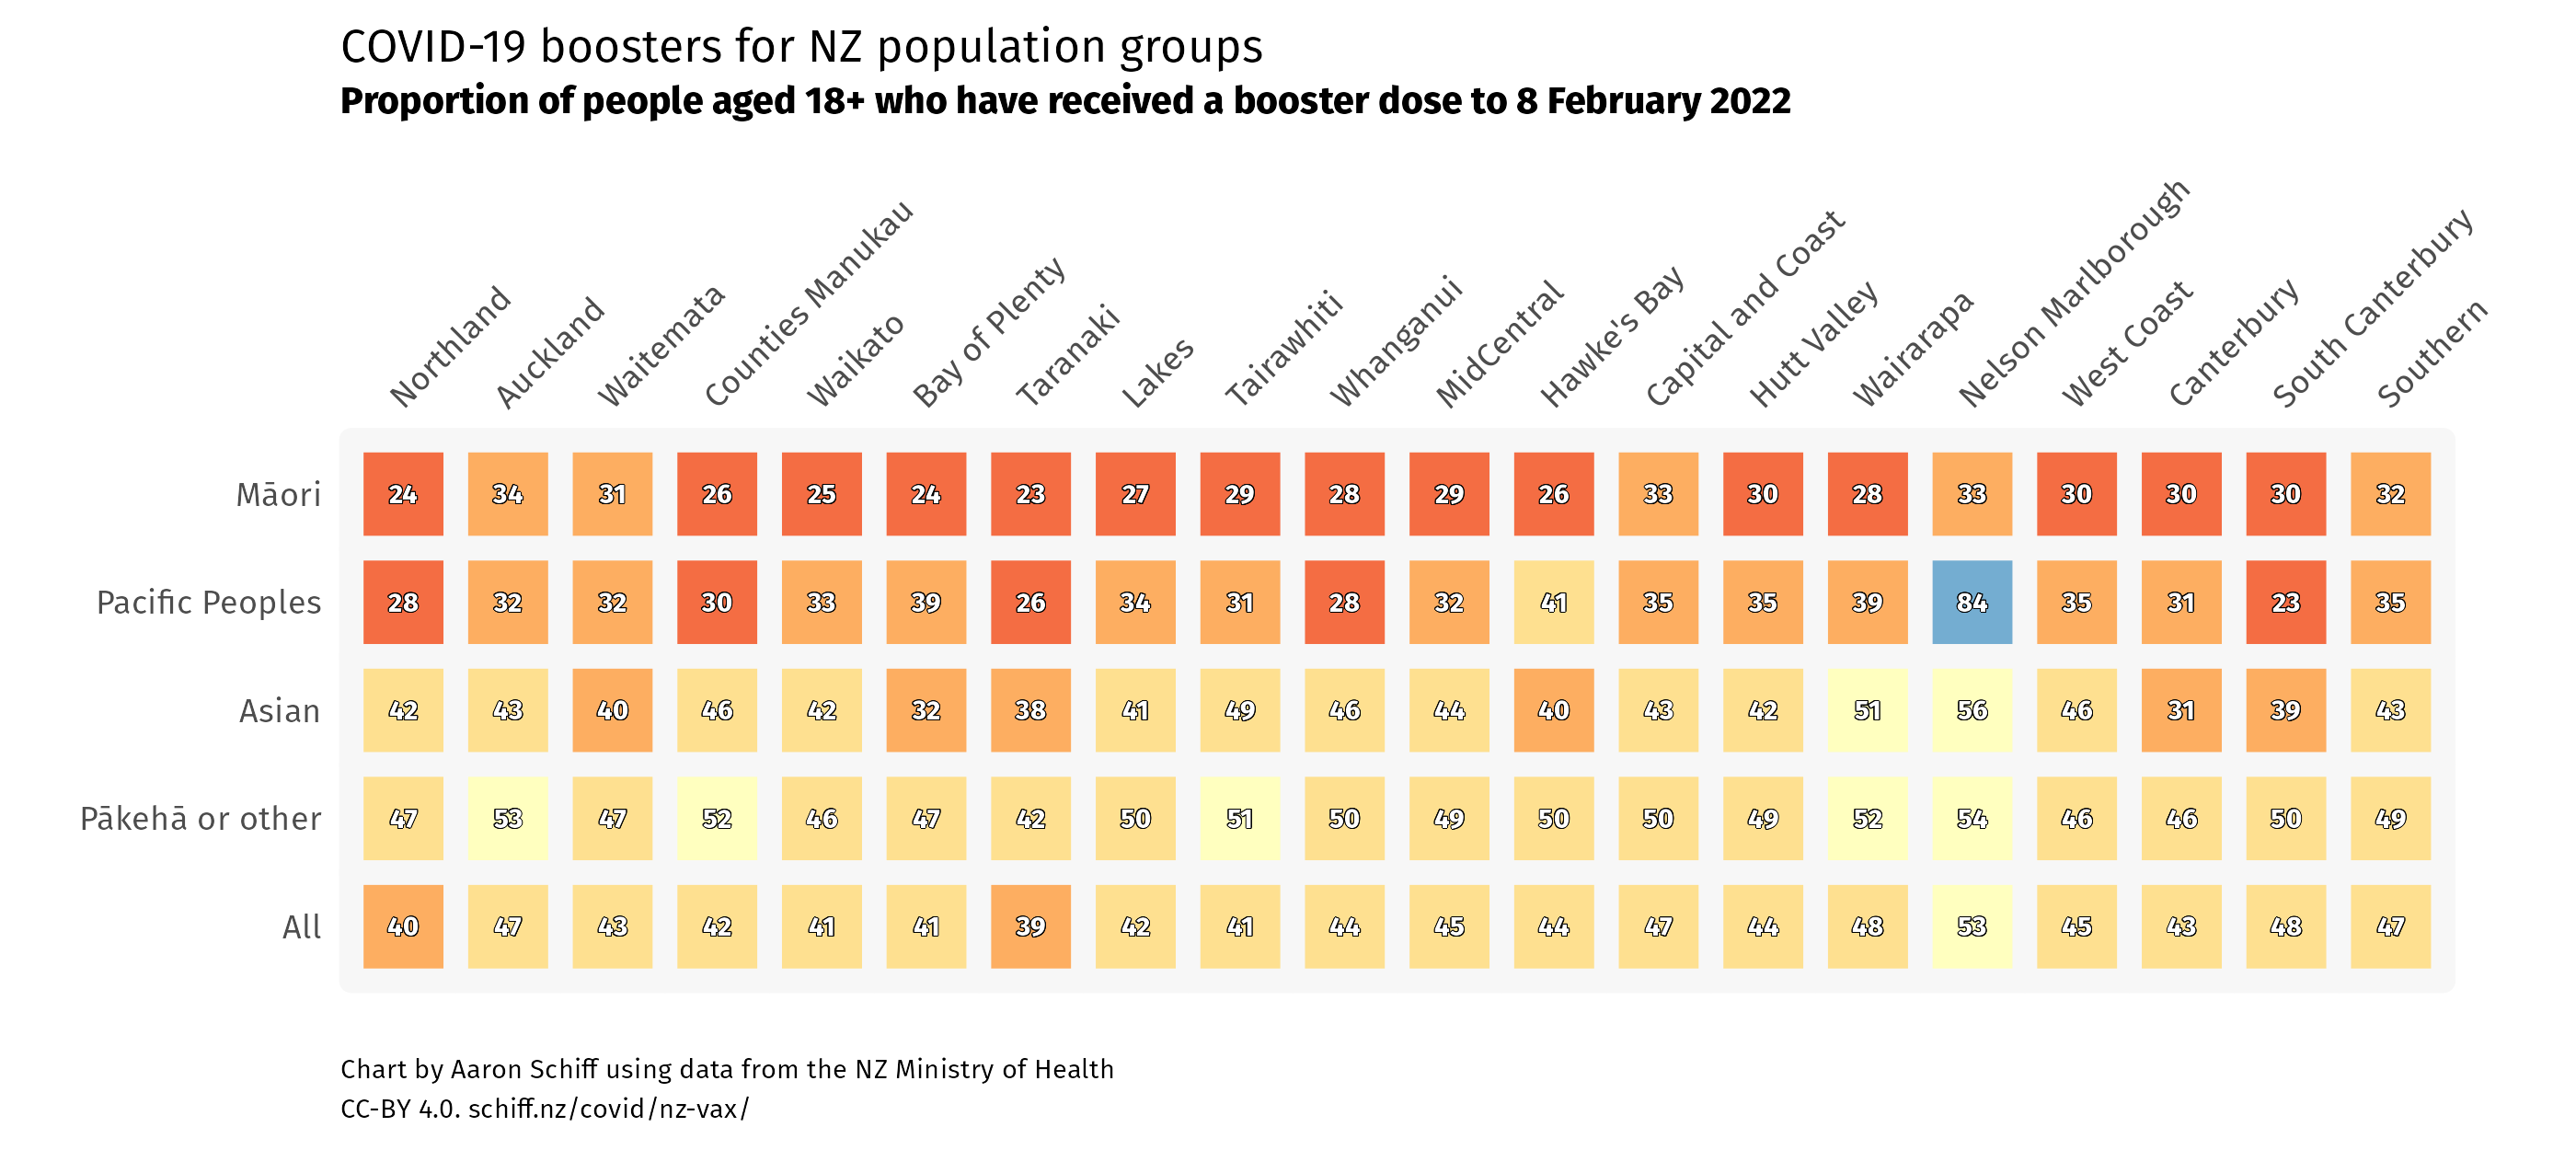 COVID-19 boosters for NZ population groups
Proportion of people aged 18+ who have received a booster dose to 8 February 2022
Northland Auckland Waitemata Counties Manukau Waikato Bay of Plenty Taranaki Lakes Tairawhiti Whanganui MidCentral Hawke's Bay Capital and Coast Hutt Valley Wairarapa Nelson Marlborough West Coast Canterbury South Canterbury Southern
Māori 24 34 31 26 25 24 23 27 29 28 29 26 33 30 28 33 30 30 30 32
Pacific Peoples 28 32 32 30 33 39 26 34 31 28 32 41 35 35 39 84 35 31 23 35
Asian 42 43 40 46 42 32 38 41 49 46 44 40 43 42 51 56 46 31 39 43
Pākehā or other 47 53 47 52 46 47 42 50 51 50 49 50 50 49 52 54 46 46 50 49
All 40 47 43 42 41 41 39 42 41 44 45 44 47 44 48 53 45 43 48 47
Chart by Aaron Schiff using data from the NZ Ministry of Health
CC-BY 4.0. schiff.nz/covid/nz-vax/